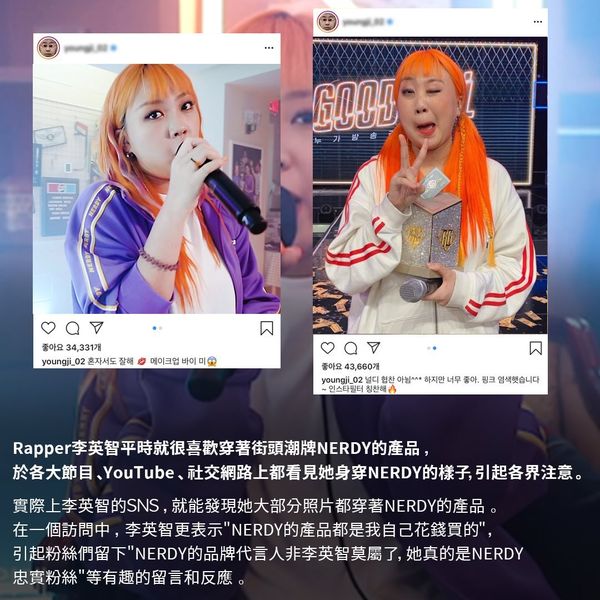 youngji_02
youngji_02
NERDY
GOOD
누가방송
좋아요 34,331개
youngji_02 혼자서도 잘해 💋 메이크업 바이 미😱
좋아요 43,660개
youngji_02 널디 협찬 아님^^* 하지만 너무 좋아. 핑크 염색햇습니다
~ 인스타필터 칭찬해🔥
Rapper李英智平時就很喜歡穿著街頭潮牌NERDY的產品，
於各大節目、YouTube、社交網路上都看見她身穿NERDY的樣子, 引起各界注意。
實際上李英智的SNS，就能發現她大部分照片都穿著NERDY的產品。
在一個訪問中，李英智更表示"NERDY的產品都是我自己花錢買的",
引起粉絲們留下"NERDY的品牌代言人非李英智莫屬了, 她真的是NERDY
忠實粉絲"等有趣的留言和反應。